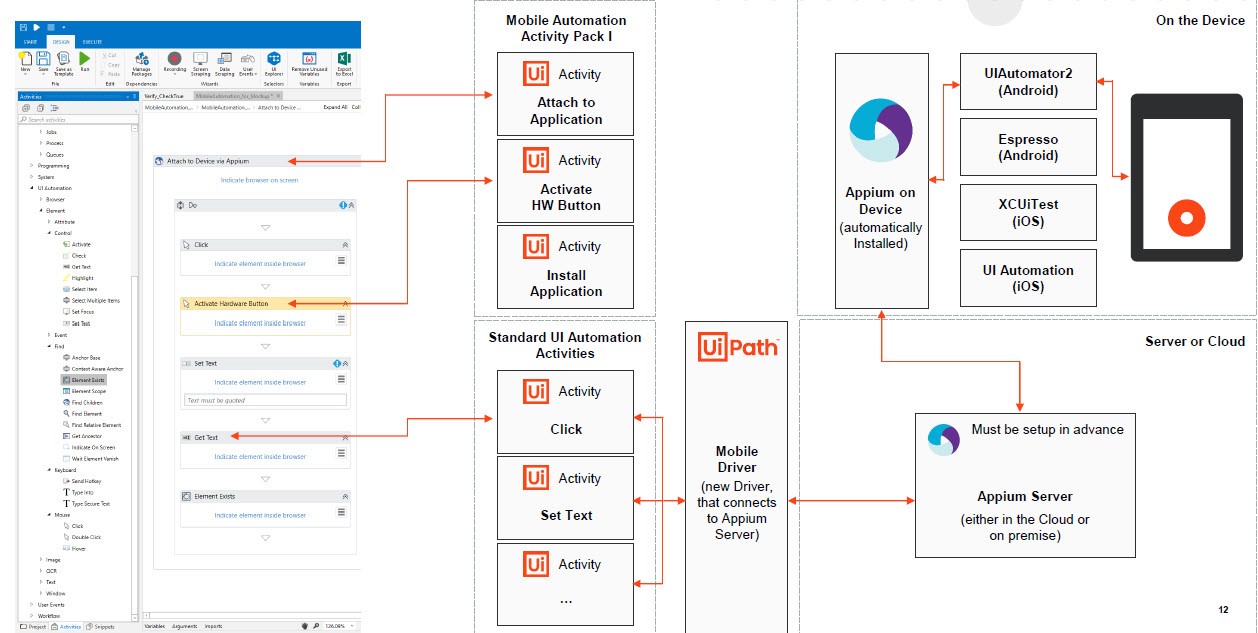 START
DESIGN
EXECUTE
New
Save
Save as
Template
Run
Cut
Copy
Paste
Manage
Packages
Recording
Screen
Scraping
Data
Scraping
User
Events
UI
Explorer
Remove Unused
Variables
Export
to Excel
File
Edit
Dependencies
Wizards
Selectors
Variables
Export
Activities
Search activities
Jobs
Process
Queues
Programming
System
UI Automation
Browser
Element
Attribute
Control
Activate
Check
Get Text
Highlight
Select Item
Select Multiple Items
Set Focus
Set Text
Event
Find
Anchor Base
Context Aware Anchor
Element Exists
Element Scope
Find Children
Find Element
Find Relative Element
Get Ancestor
Indicate On Screen
Wait Element Vanish
Keyboard
Send Hotkey
Type Into
Type Secure Text
Mouse
Click
Double Click
Hover
Image
OCR
Text
Window
User Events
Workflow
Project
Activities
Snippets
Verify_CheckTrue
MobileAutomation_for_Mockup *
MobileAutomation_... > MobileAutomation_... > Attach to Device ...
Expand All
Attach to Device via Appium
Indicate browser on screen
Do
Click
Indicate element inside browser
Activate Hardware Button
Indicate element inside browser
Set Text
Indicate element inside browser
Text must be quoted
Get Text
Indicate element inside browser
Element Exists
Indicate element inside browser
Variables
Arguments
Imports
126.09%
Mobile Automation
Activity Pack I
Ui Activity
Attach to
Application
Ui Activity
Activate
HW Button
Ui Activity
Install
Application
Standard UI Automation
Activities
Ui Activity
Click
Ui Activity
Set Text
Ui Activity
...
UiPath™
Mobile
Driver
(new Driver,
that connects
to Appium
Server)
On the Device
Appium on
Device
(automatically
Installed)
UIAutomator2
(Android)
Espresso
(Android)
XCUiTest
(iOS)
UI Automation
(iOS)
Server or Cloud
Must be setup in advance
Appium Server
(either in the Cloud or
on premise)
12